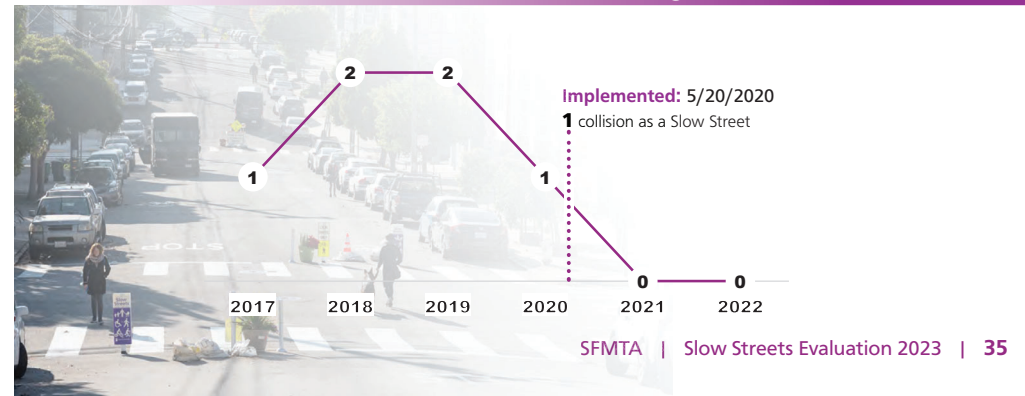 2 2
Implemented: 5/20/2020
1 collision as a Slow Street
1 1
STOP
0 0
2017 2018 2019 2020 2021 2022
SFMTA | Slow Streets Evaluation 2023 | 35